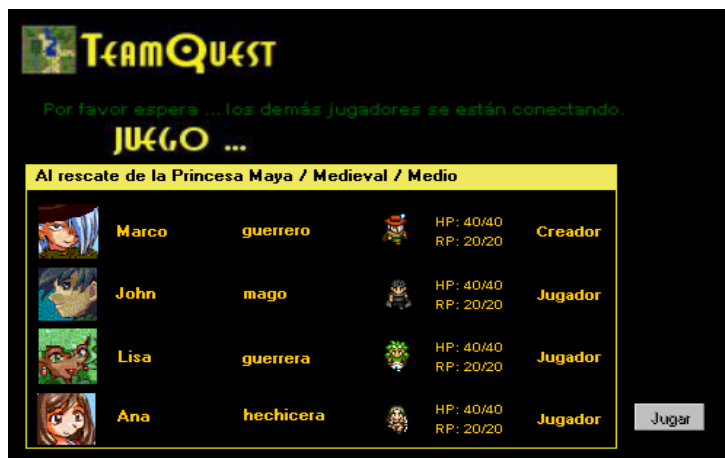 TEAMQUEST
Por favor espera ... los demás jugadores se están conectando.
JUEGO ...
Al rescate de la Princesa Maya / Medieval / Medio
Marco guerrero HP: 40/40 RP: 20/20 Creador
John mago HP: 40/40 RP: 20/20 Jugador
Lisa guerrera HP: 40/40 RP: 20/20 Jugador
Ana hechicera HP: 40/40 RP: 20/20 Jugador
Jugar